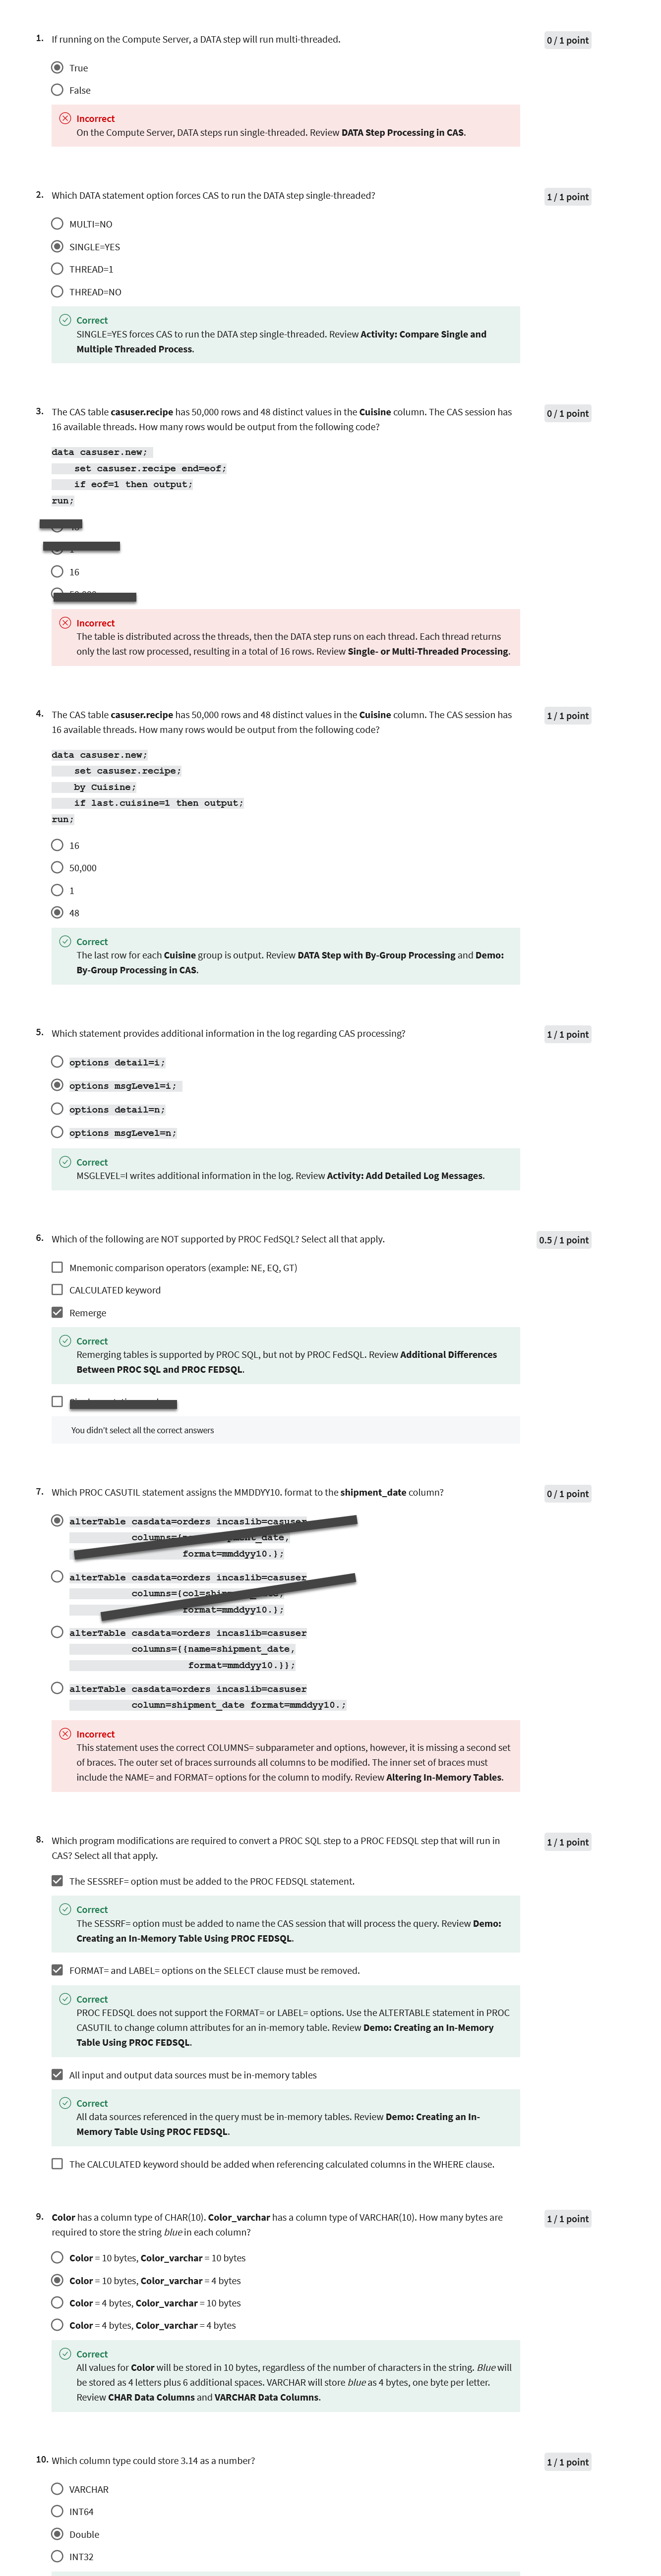 1. If running on the Compute Server, a DATA step will run multi-threaded.
0 / 1 point
True
False
Incorrect
On the Compute Server, DATA steps run single-threaded. Review DATA Step Processing in CAS.
2. Which DATA statement option forces CAS to run the DATA step single-threaded?
1 / 1 point
MULTI=NO
SINGLE=YES
THREAD=1
THREAD=NO
Correct
SINGLE=YES forces CAS to run the DATA step single-threaded. Review Activity: Compare Single and
Multiple Threaded Process.
3. The CAS table casuser.recipe has 50,000 rows and 48 distinct values in the Cuisine column. The CAS session has
0 / 1 point
16 available threads. How many rows would be output from the following code?
data casuser.new;
set casuser.recipe end=eof;
if eof=1 then output;
run;
16
Incorrect
The table is distributed across the threads, then the DATA step runs on each thread. Each thread returns
only the last row processed, resulting in a total of 16 rows. Review Single- or Multi-Threaded Processing.
4. The CAS table casuser.recipe has 50,000 rows and 48 distinct values in the Cuisine column. The CAS session has
1 / 1 point
16 available threads. How many rows would be output from the following code?
data casuser.new;
set casuser.recipe;
by Cuisine;
if last.cuisine=1 then output;
run;
16
50,000
1
48
Correct
The last row for each Cuisine group is output. Review DATA Step with By-Group Processing and Demo:
By-Group Processing in CAS.
5. Which statement provides additional information in the log regarding CAS processing?
1 / 1 point
options detail=i;
options msgLevel=i;
options detail=n;
options msgLevel=n;
Correct
MSGLEVEL=I writes additional information in the log. Review Activity: Add Detailed Log Messages.
6. Which of the following are NOT supported by PROC FedSQL? Select all that apply.
0.5 / 1 point
Mnemonic comparison operators (example: NE, EQ, GT)
CALCULATED keyword
Remerge
Correct
Remerging tables is supported by PROC SQL, but not by PROC FedSQL. Review Additional Differences
Between PROC SQL and PROC FEDSQL.
You didn't select all the correct answers
7. Which PROC CASUTIL statement assigns the MMDDYY10. format to the shipment_date column?
0 / 1 point
alterTable casdata=orders incaslib=casuser
format=mmddyy10.};
alterTable casdata=orders incaslib=casuser
format=mmddyy10.};
alterTable casdata=orders incaslib=casuser
columns={{name=shipment_date,
format=mmddyy10.}};
alterTable casdata=orders incaslib=casuser
column=shipment_date format=mmddyy10.;
Incorrect
This statement uses the correct COLUMNS= subparameter and options, however, it is missing a second set
of braces. The outer set of braces surrounds all columns to be modified. The inner set of braces must
include the NAME= and FORMAT= options for the column to modify. Review Altering In-Memory Tables.
8. Which program modifications are required to convert a PROC SQL step to a PROC FEDSQL step that will run in
1 / 1 point
CAS? Select all that apply.
The SESSREF= option must be added to the PROC FEDSQL statement.
Correct
The SESSRF= option must be added to name the CAS session that will process the query. Review Demo:
Creating an In-Memory Table Using PROC FEDSQL.
FORMAT= and LABEL= options on the SELECT clause must be removed.
Correct
PROC FEDSQL does not support the FORMAT= or LABEL= options. Use the ALTERTABLE statement in PROC
CASUTIL to change column attributes for an in-memory table. Review Demo: Creating an In-Memory
Table Using PROC FEDSQL.
All input and output data sources must be in-memory tables
Correct
All data sources referenced in the query must be in-memory tables. Review Demo: Creating an In-
Memory Table Using PROC FEDSQL.
The CALCULATED keyword should be added when referencing calculated columns in the WHERE clause.
9. Color has a column type of CHAR(10). Color_varchar has a column type of VARCHAR(10). How many bytes are
1 / 1 point
required to store the string blue in each column?
Color = 10 bytes, Color_varchar = 10 bytes
Color = 10 bytes, Color_varchar = 4 bytes
Color = 4 bytes, Color_varchar = 10 bytes
Color = 4 bytes, Color_varchar = 4 bytes
Correct
All values for Color will be stored in 10 bytes, regardless of the number of characters in the string. Blue will
be stored as 4 letters plus 6 additional spaces. VARCHAR will store blue as 4 bytes, one byte per letter.
Review CHAR Data Columns and VARCHAR Data Columns.
10. Which column type could store 3.14 as a number?
1 / 1 point
VARCHAR
INT64
Double
INT32